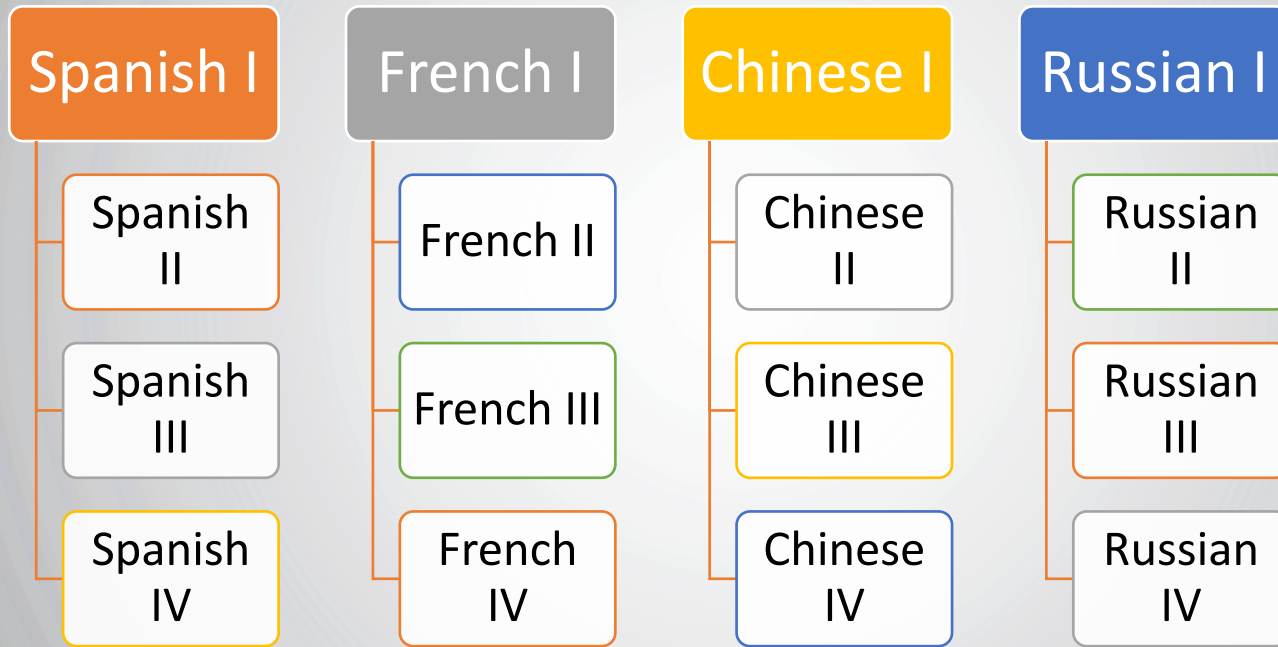 Spanish I
Spanish
II
Spanish
III
Spanish
IV
French I
French II
French III
French
IV
Chinese I
Chinese
II
Chinese
III
Chinese
IV
Russian I
Russian
II
Russian
III
Russian
IV